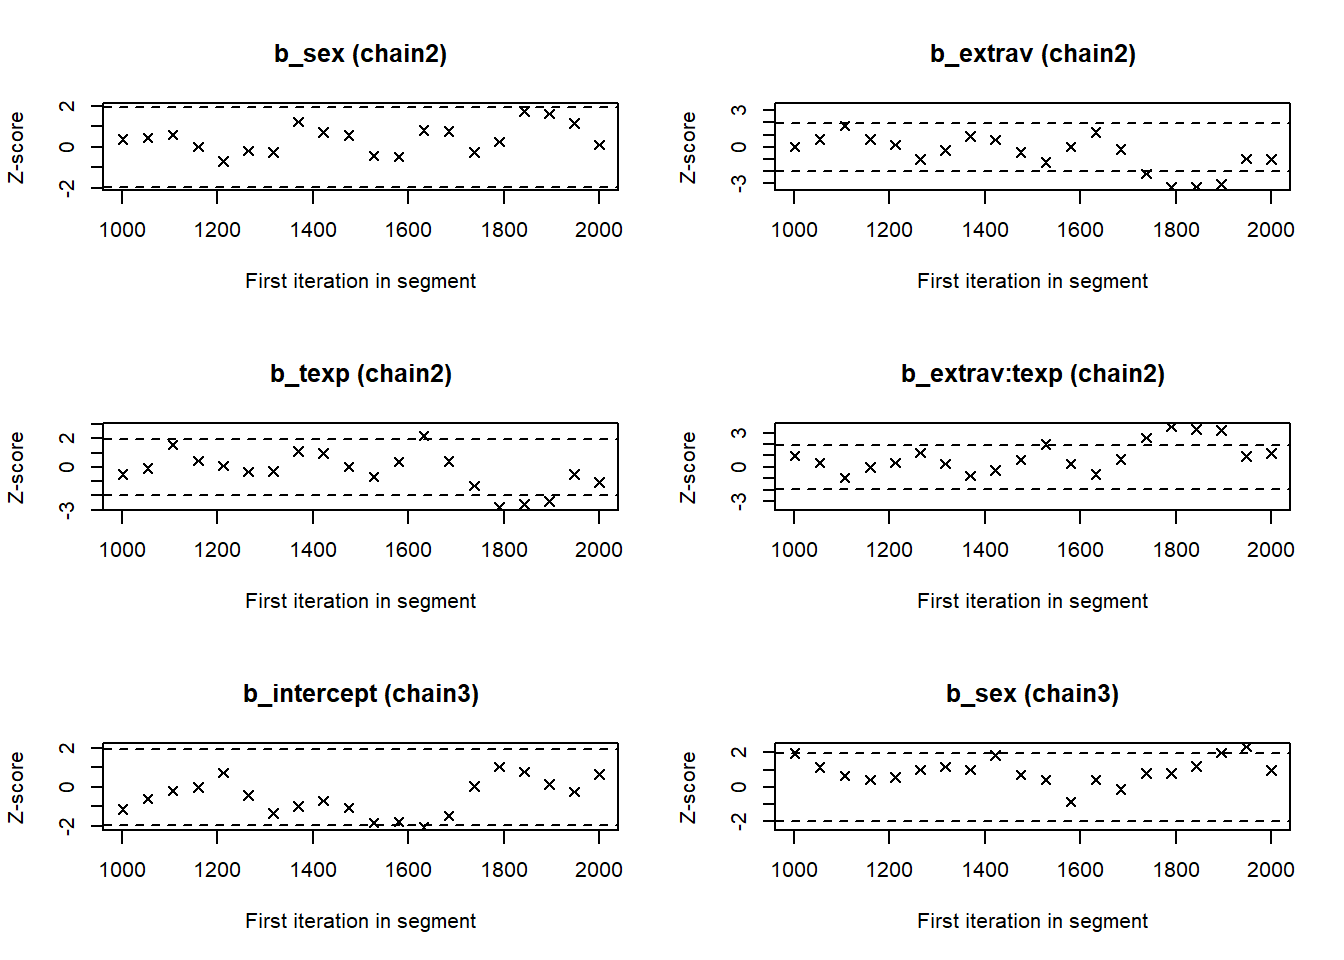 b_sex (chain2)
Z-score
2
0
-2
1000 1200 1400 1600 1800 2000
First iteration in segment
b_extrav (chain2)
Z-score
3
0
-3
1000 1200 1400 1600 1800 2000
First iteration in segment
b_texp (chain2)
Z-score
2
0
-3
1000 1200 1400 1600 1800 2000
First iteration in segment
b_extrav:texp (chain2)
Z-score
3
0
-3
1000 1200 1400 1600 1800 2000
First iteration in segment
b_intercept (chain3)
Z-score
2
0
-2
1000 1200 1400 1600 1800 2000
First iteration in segment
b_sex (chain3)
Z-score
2
0
-2
1000 1200 1400 1600 1800 2000
First iteration in segment